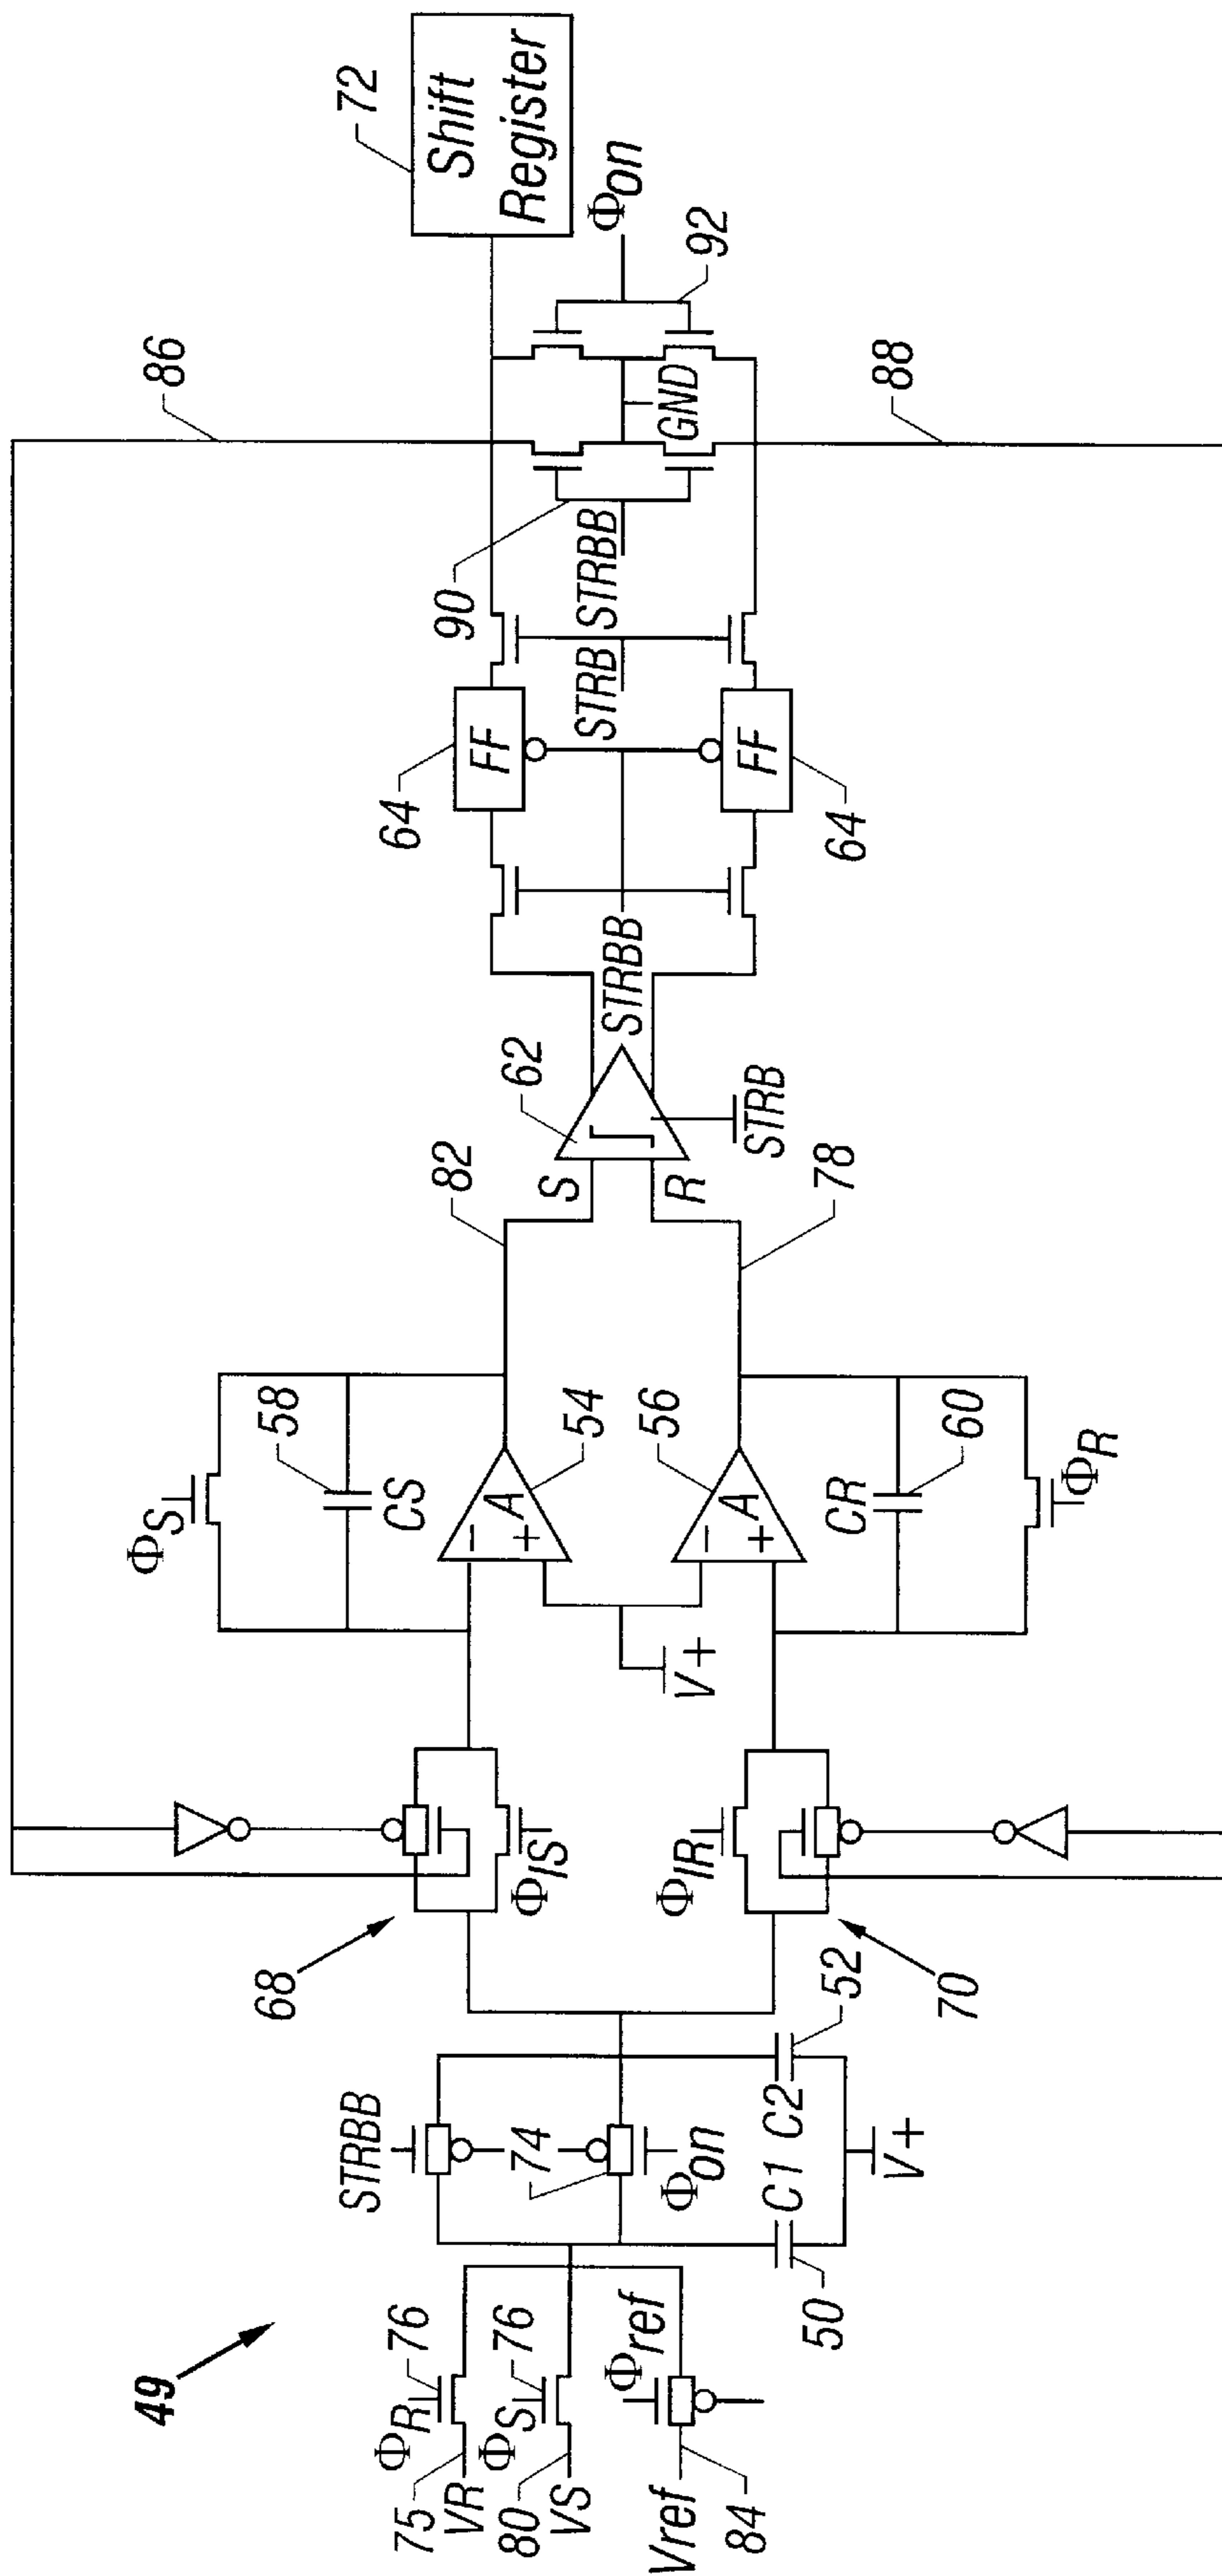 49
75
VR
ΦR
76
80
VS
ΦS
76
Vref
84
Φref
STRBB
74
Φon
C1
C2
50
52
V+
68
ΦIS
ΦIR
70
ΦS
58
CS
−
A
+
54
V+
−
A
+
56
CR
60
ΦR
82
S
62
R
78
STRB
STRBB
64
FF
FF
64
STRB
STRBB
90
86
GND
88
92
Φon
72
Shift
Register